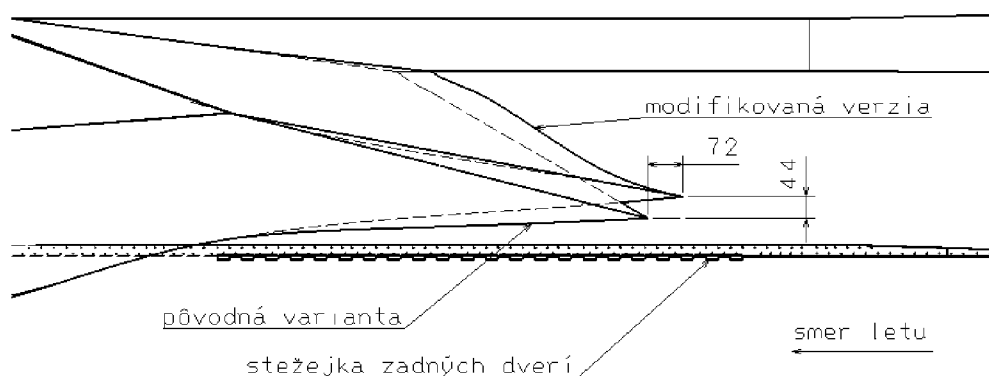 modifikovaná verzia
72
44
pôvodná varianta
smer letu
stežejka zadných dverí